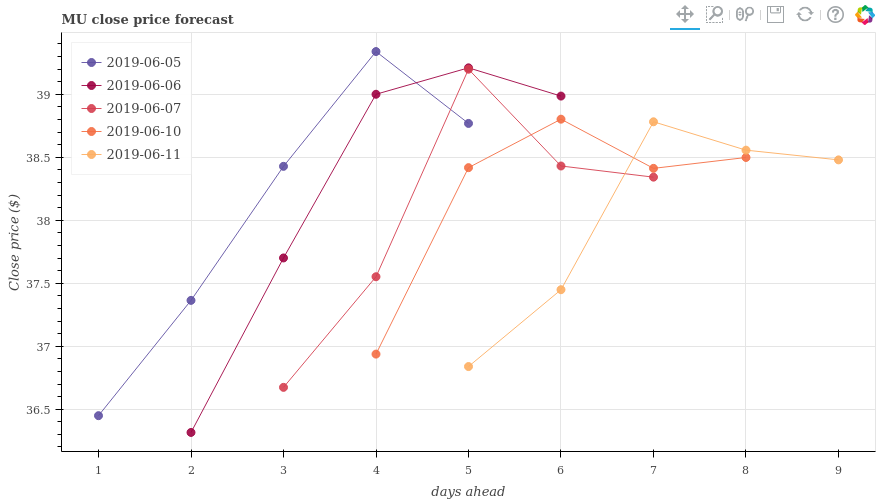 MU close price forecast
2019-06-05
2019-06-06
2019-06-07
2019-06-10
2019-06-11
Close price ($)
39
38.5
38
37.5
37
36.5
1 2 3 4 5 6 7 8 9
days ahead